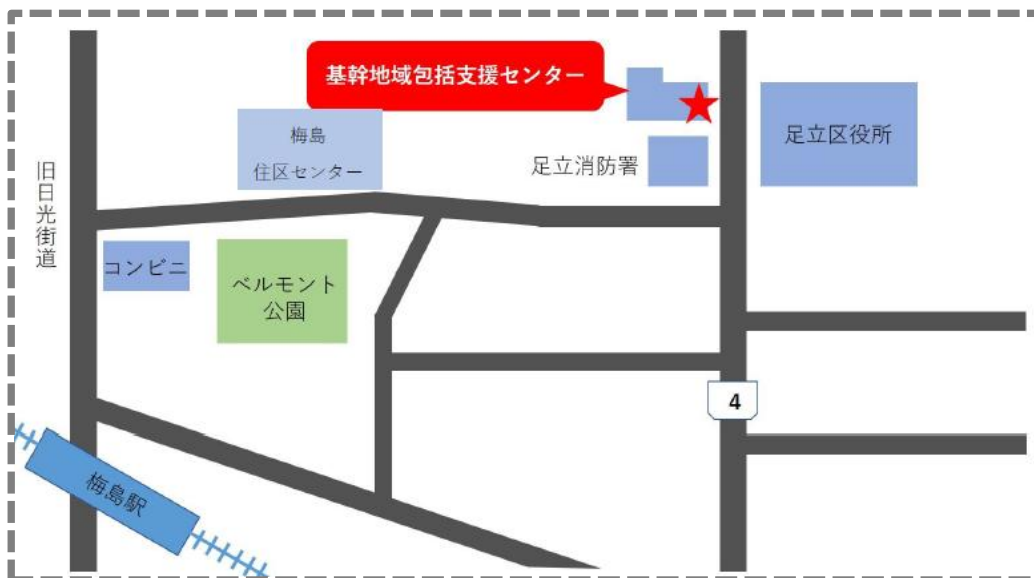 基幹地域包括支援センター
梅島
住区センター
足立消防署
足立区役所
旧日光街道
コンビニ
ベルモント
公園
4
梅島駅